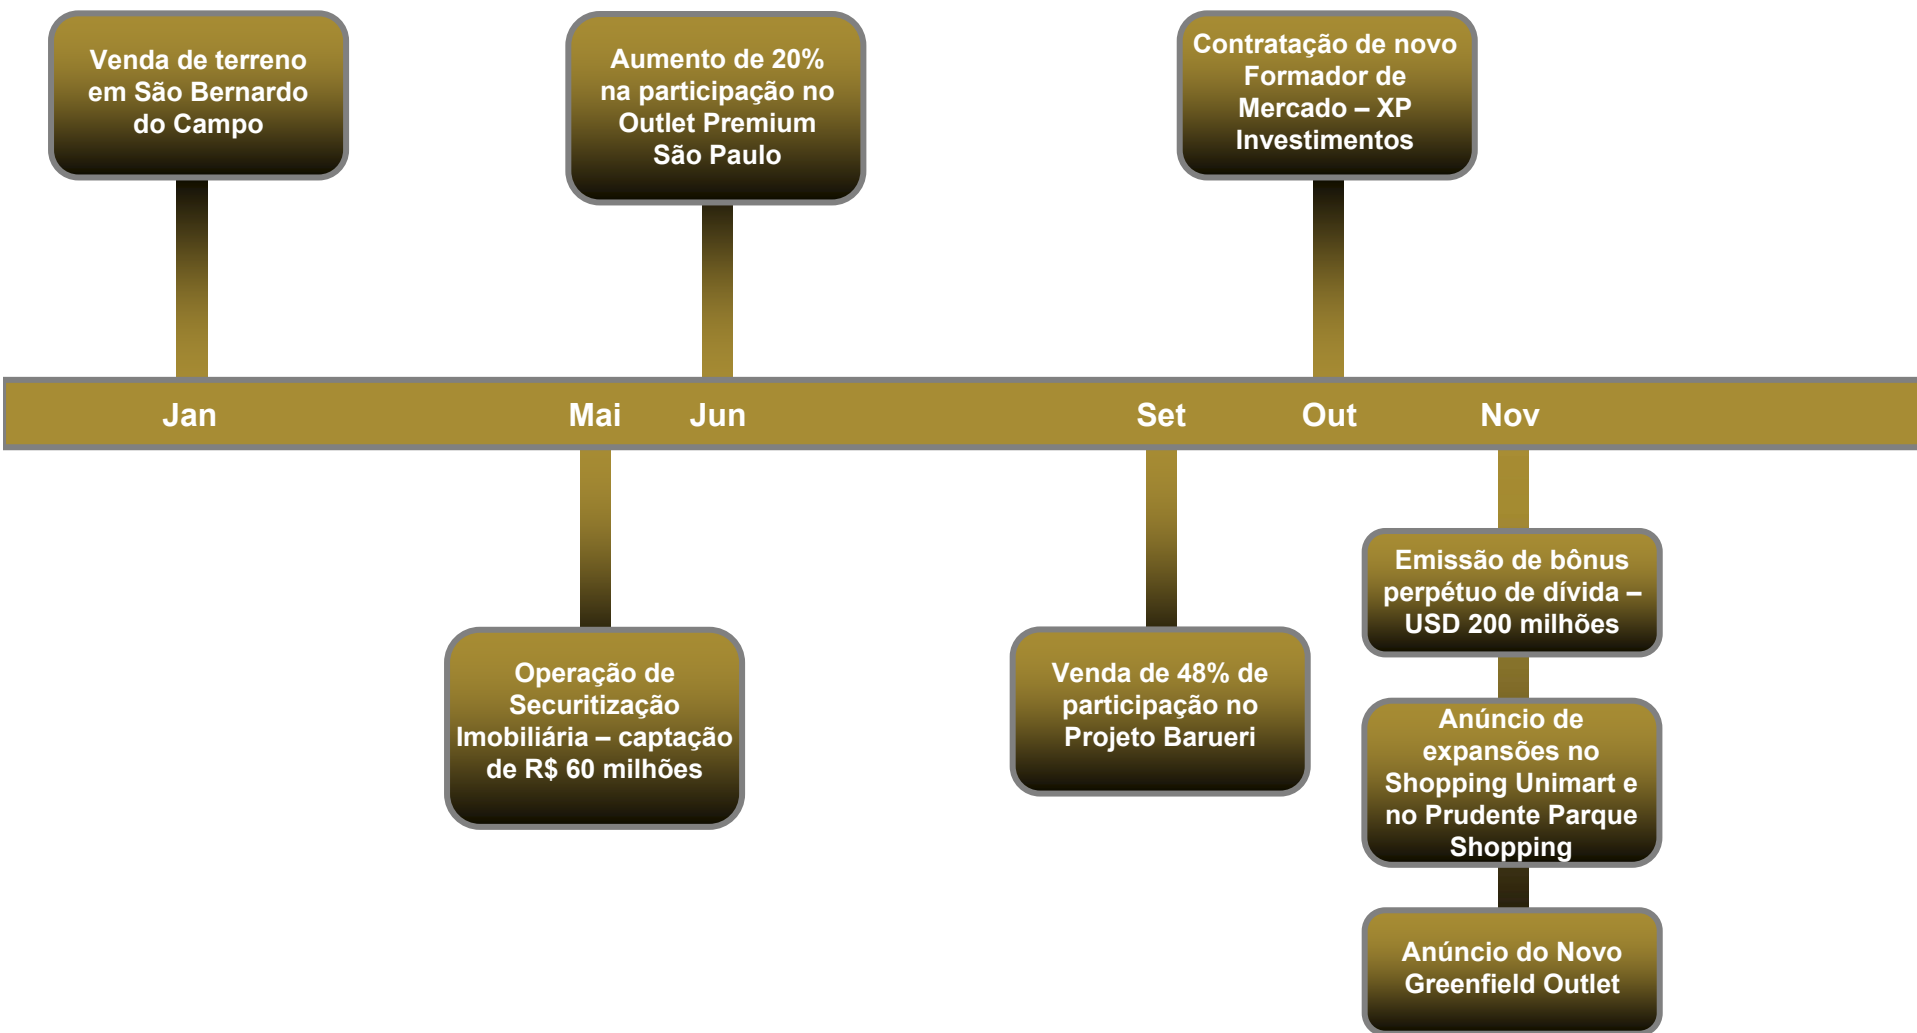 Venda de terreno
em São Bernardo
do Campo
Aumento de 20%
na participação no
Outlet Premium
São Paulo
Contratação de novo
Formador de
Mercado – XP
Investimentos
Jan
Mai
Jun
Set
Out
Nov
Operação de
Securitização
Imobiliária – captação
de R$ 60 milhões
Venda de 48% de
participação no
Projeto Barueri
Emissão de bônus
perpétuo de dívida –
USD 200 milhões
Anúncio de
expansões no
Shopping Unimart e
no Prudente Parque
Shopping
Anúncio do Novo
Greenfield Outlet